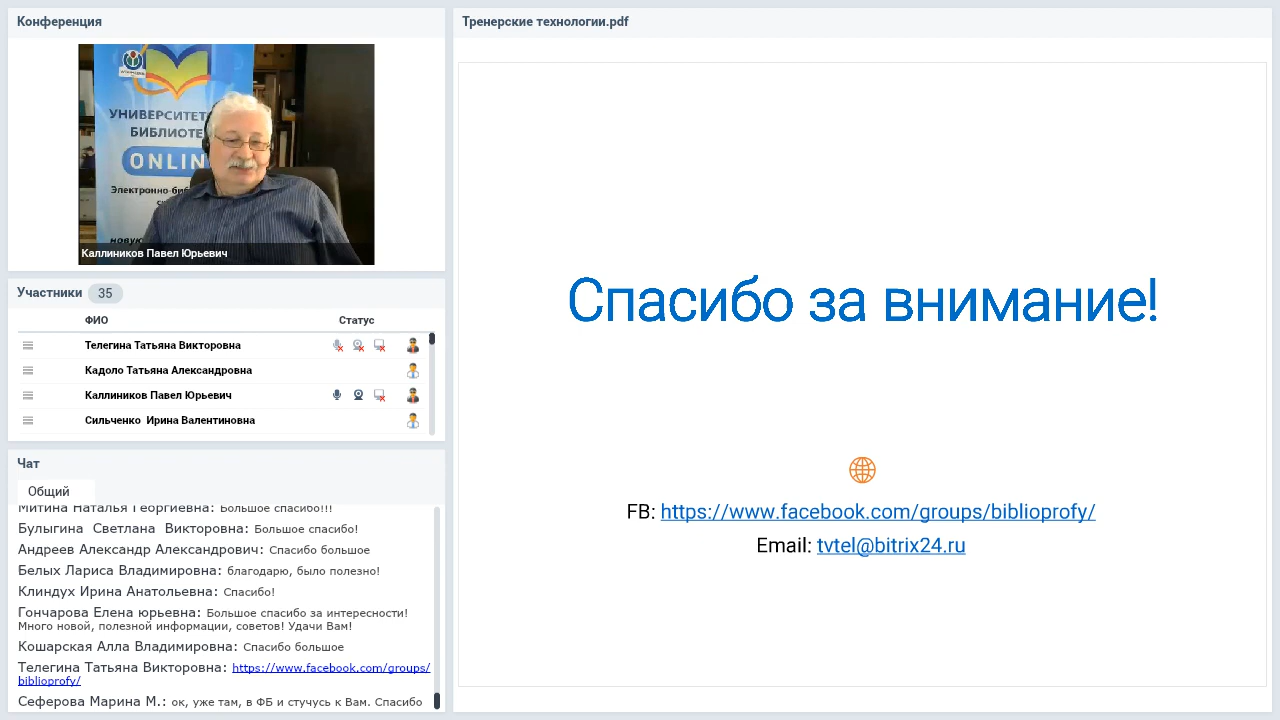 Конференция
УНИВЕРСИТЕТ
БИБЛИОТЕ
ONLIN
Электронно-биб
Каллиников Павел Юрьевич
Участники 35
ФИО Статус
Телегина Татьяна Викторовна
Кадоло Татьяна Александровна
Каллиников Павел Юрьевич
Сильченко Ирина Валентиновна
Чат
Общий
Митина Наталья Георгиевна: Большое спасибо!!!
Булыгина Светлана Викторовна: Большое спасибо!
Андреев Александр Александрович: Спасибо большое
Белых Лариса Владимировна: благодарю, было полезно!
Клиндух Ирина Анатольевна: Спасибо!
Гончарова Елена юрьевна: Большое спасибо за интересности!
Много новой, полезной информации, советов! Удачи Вам!
Кошарская Алла Владимировна: Спасибо большое
Телегина Татьяна Викторовна: https://www.facebook.com/groups/
biblioprofy/
Сеферова Марина М.: ок, уже там, в ФБ и стучусь к Вам. Спасибо
Тренерские технологии.pdf
Спасибо за внимание!
FB: https://www.facebook.com/groups/biblioprofy/
Email: tvtel@bitrix24.ru